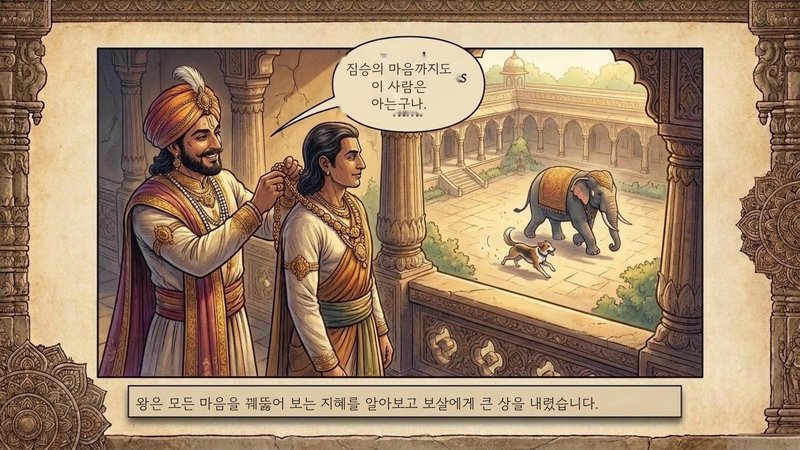 짐승의 마음까지도
이 사람은
아는구나.
왕은 모든 마음을 꿰뚫어 보는 지혜를 알아보고 보살에게 큰 상을 내렸습니다.